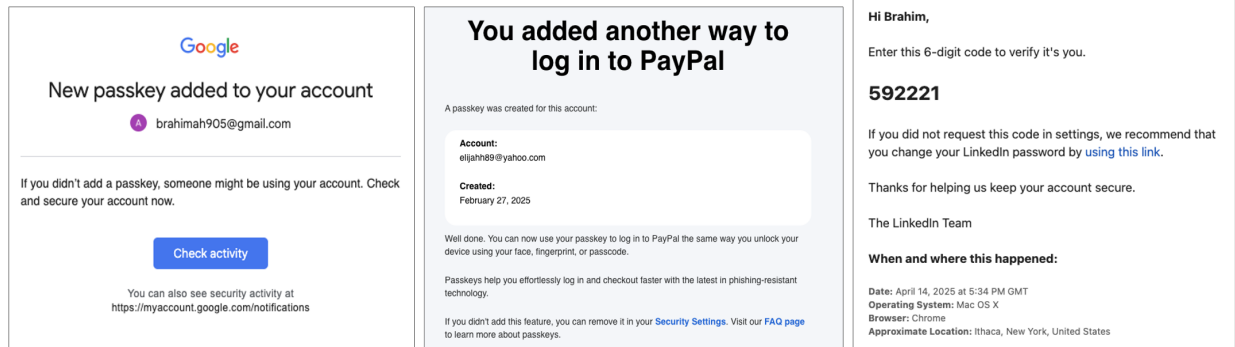 Google
New passkey added to your account
A
brahimah905@gmail.com
If you didn’t add a passkey, someone might be using your account. Check
and secure your account now.
Check activity
You can also see security activity at
https://myaccount.google.com/notifications
You added another way to
log in to PayPal
A passkey was created for this account:
Account:
elijahh89@yahoo.com
Created:
February 27, 2025
Well done. You can now use your passkey to log in to PayPal the same way you unlock your
device using your face, fingerprint, or passcode.
Passkeys help you effortlessly log in and checkout faster with the latest in phishing-resistant
technology.
If you didn’t add this feature, you can remove it in your Security Settings. Visit our FAQ page
to learn more about passkeys.
Hi Brahim,
Enter this 6-digit code to verify it's you.
592221
If you did not request this code in settings, we recommend that
you change your LinkedIn password by using this link.
Thanks for helping us keep your account secure.
The LinkedIn Team
When and where this happened:
Date: April 14, 2025 at 5:34 PM GMT
Operating System: Mac OS X
Browser: Chrome
Approximate Location: Ithaca, New York, United States